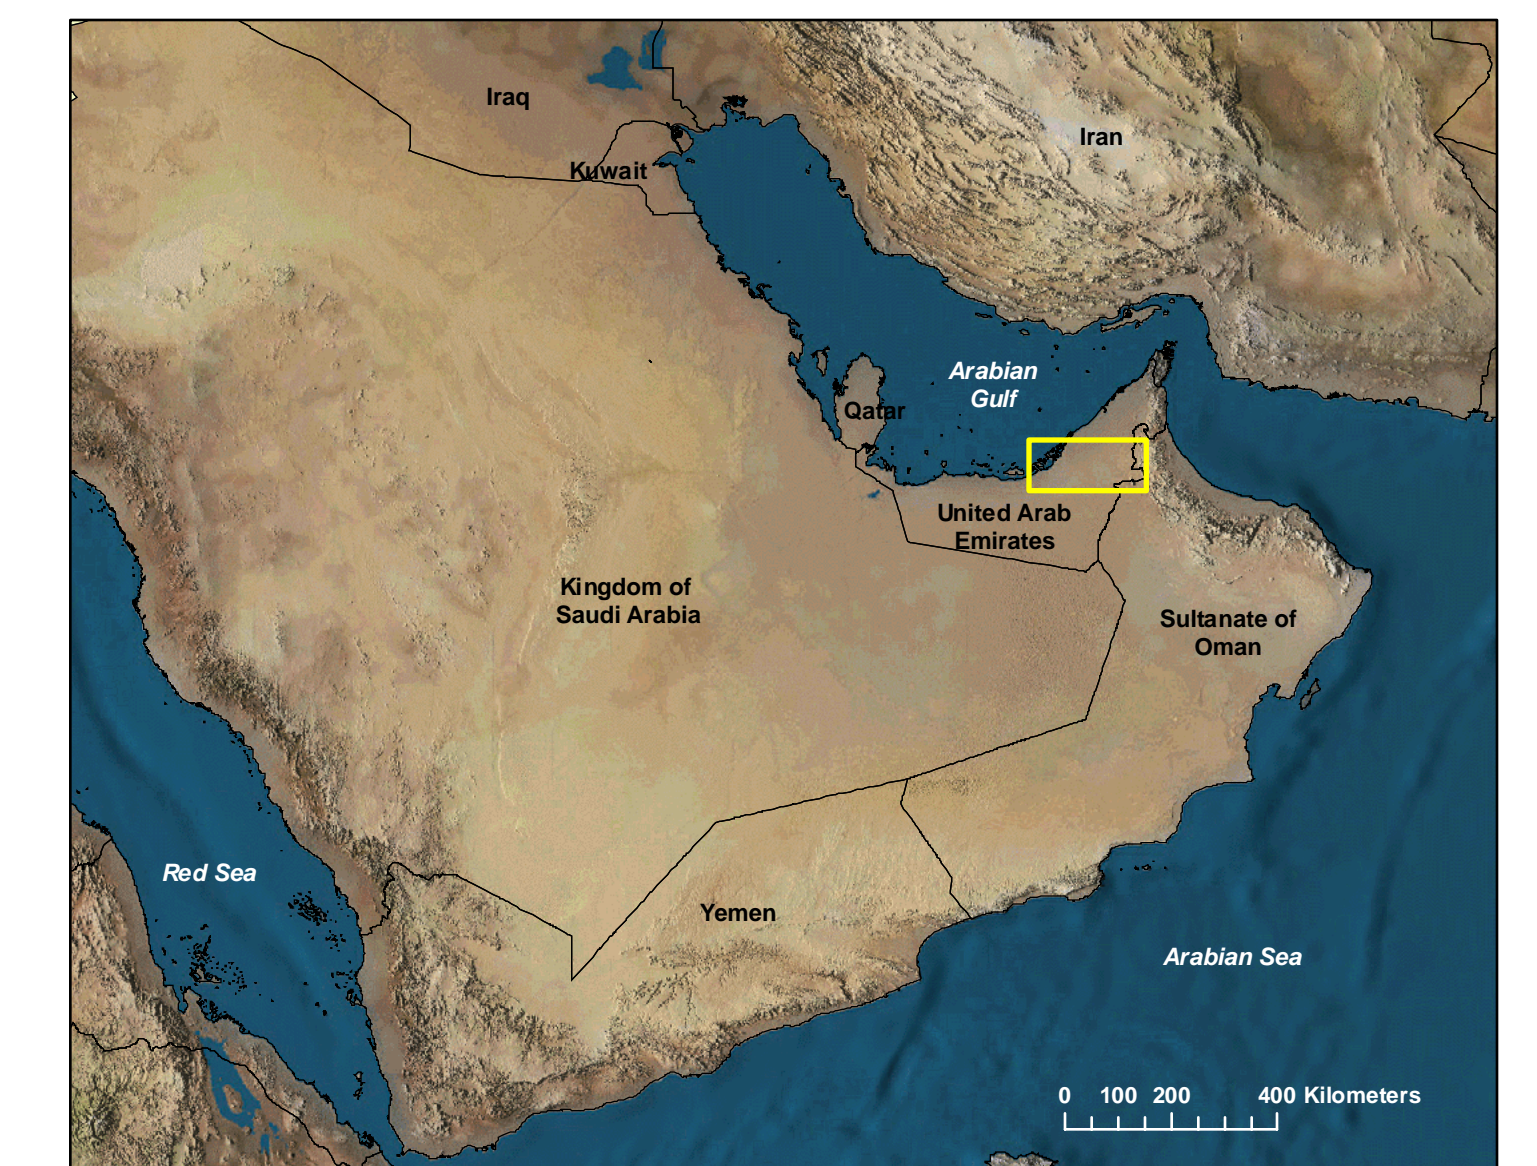 Iraq
Iran
Kuwait
Arabian
Gulf
Qatar
United Arab
Emirates
Kingdom of
Saudi Arabia
Sultanate of
Oman
Red Sea
Yemen
Arabian Sea
0 100 200 400 Kilometers